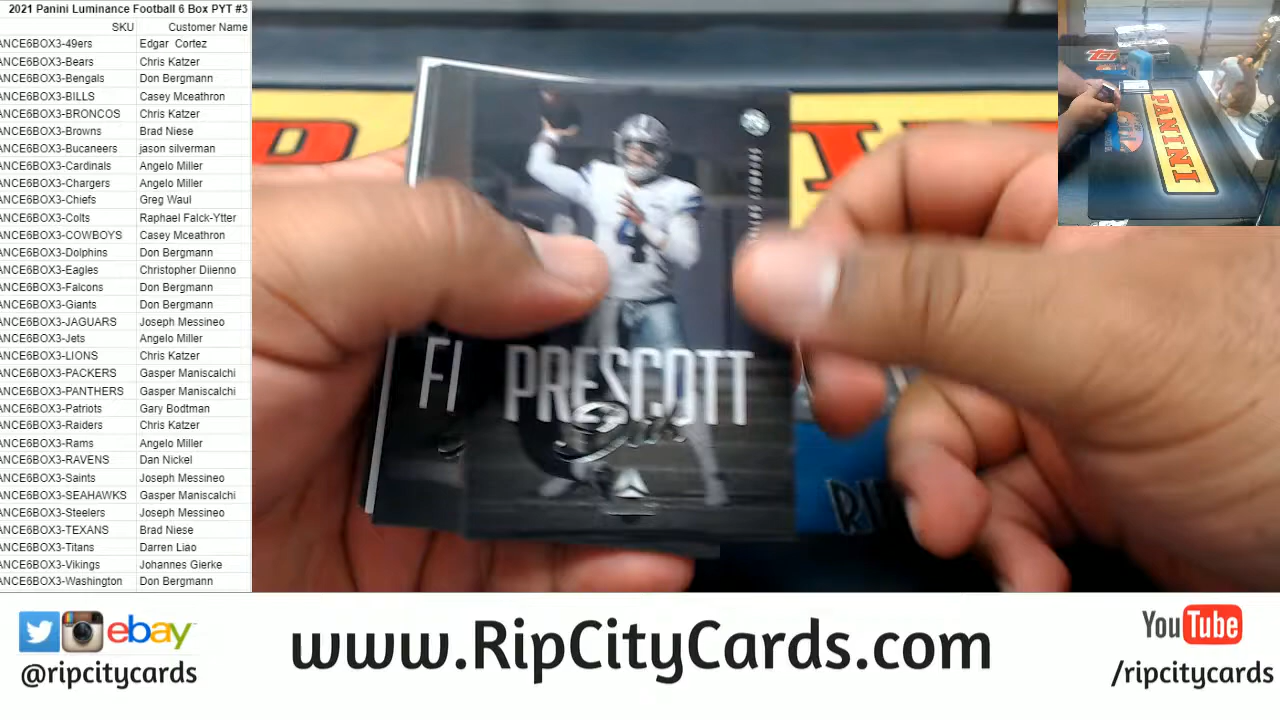 2021 Panini Luminance Football 6 Box PYT #3
SKU Customer Name
ANCE6BOX3-49ers Edgar Cortez
ANCE6BOX3-Bears Chris Katzer
ANCE6BOX3-Bengals Don Bergmann
ANCE6BOX3-BILLS Casey Mceathron
ANCE6BOX3-BRONCOS Chris Katzer
ANCE6BOX3-Browns Brad Niese
ANCE6BOX3-Bucaneers jason silverman
ANCE6BOX3-Cardinals Angelo Miller
ANCE6BOX3-Chargers Angelo Miller
ANCE6BOX3-Chiefs Greg Waul
ANCE6BOX3-Colts Raphael Falck-Ytter
ANCE6BOX3-COWBOYS Casey Mceathron
ANCE6BOX3-Dolphins Don Bergmann
ANCE6BOX3-Eagles Christopher Diienno
ANCE6BOX3-Falcons Don Bergmann
ANCE6BOX3-Giants Don Bergmann
ANCE6BOX3-JAGUARS Joseph Messineo
ANCE6BOX3-Jets Angelo Miller
ANCE6BOX3-LIONS Chris Katzer
ANCE6BOX3-PACKERS Gasper Maniscalchi
ANCE6BOX3-PANTHERS Gasper Maniscalchi
ANCE6BOX3-Patriots Gary Bodtman
ANCE6BOX3-Raiders Chris Katzer
ANCE6BOX3-Rams Angelo Miller
ANCE6BOX3-RAVENS Dan Nickel
ANCE6BOX3-Saints Joseph Messineo
ANCE6BOX3-SEAHAWKS Gasper Maniscalchi
ANCE6BOX3-Steelers Joseph Messineo
ANCE6BOX3-TEXANS Brad Niese
ANCE6BOX3-Titans Darren Liao
ANCE6BOX3-Vikings Johannes Gierke
ANCE6BOX3-Washington Don Bergmann
FI
PRESCOTT
Dak
4
RIP
PANINI
ebay
@ripcitycards
www.RipCityCards.com
YouTube
/ripcitycards